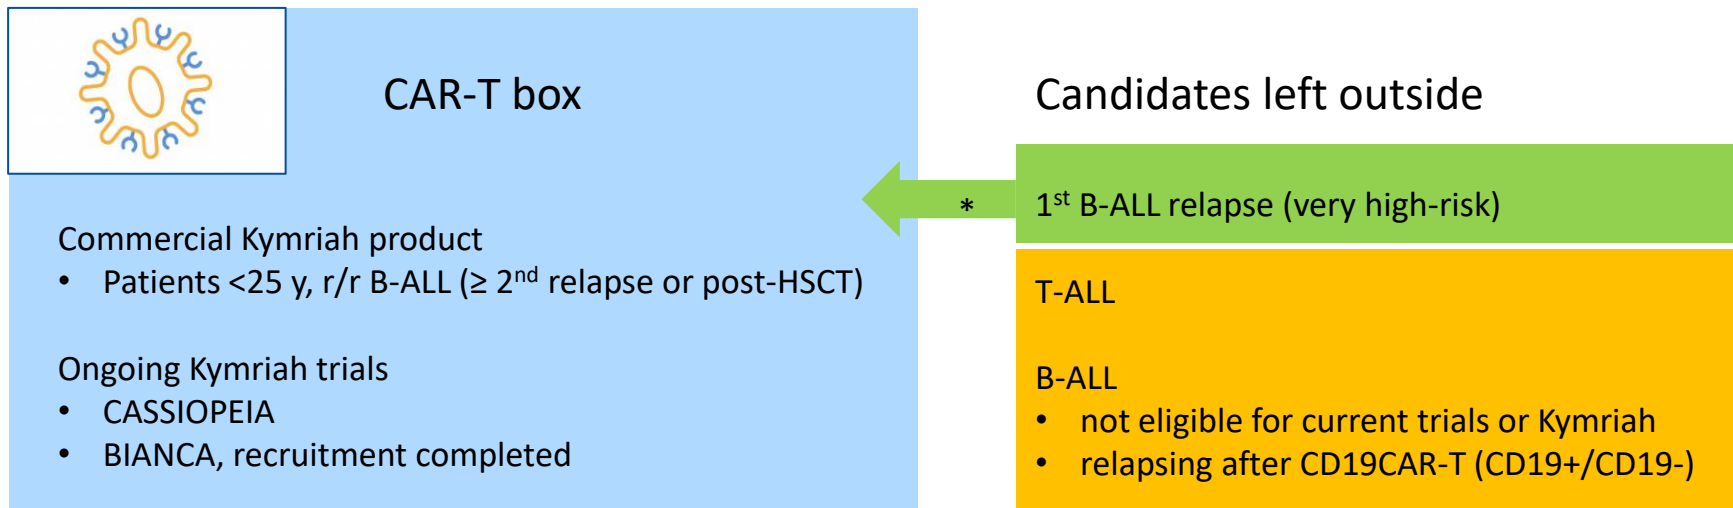 CAR-T box
Commercial Kymriah product
• Patients <25 y, r/r B-ALL (≥ 2nd relapse or post-HSCT)
Ongoing Kymriah trials
• CASSIOPEIA
• BIANCA, recruitment completed
Candidates left outside
*
1st B-ALL relapse (very high-risk)
T-ALL
B-ALL
• not eligible for current trials or Kymriah
• relapsing after CD19CAR-T (CD19+/CD19-)